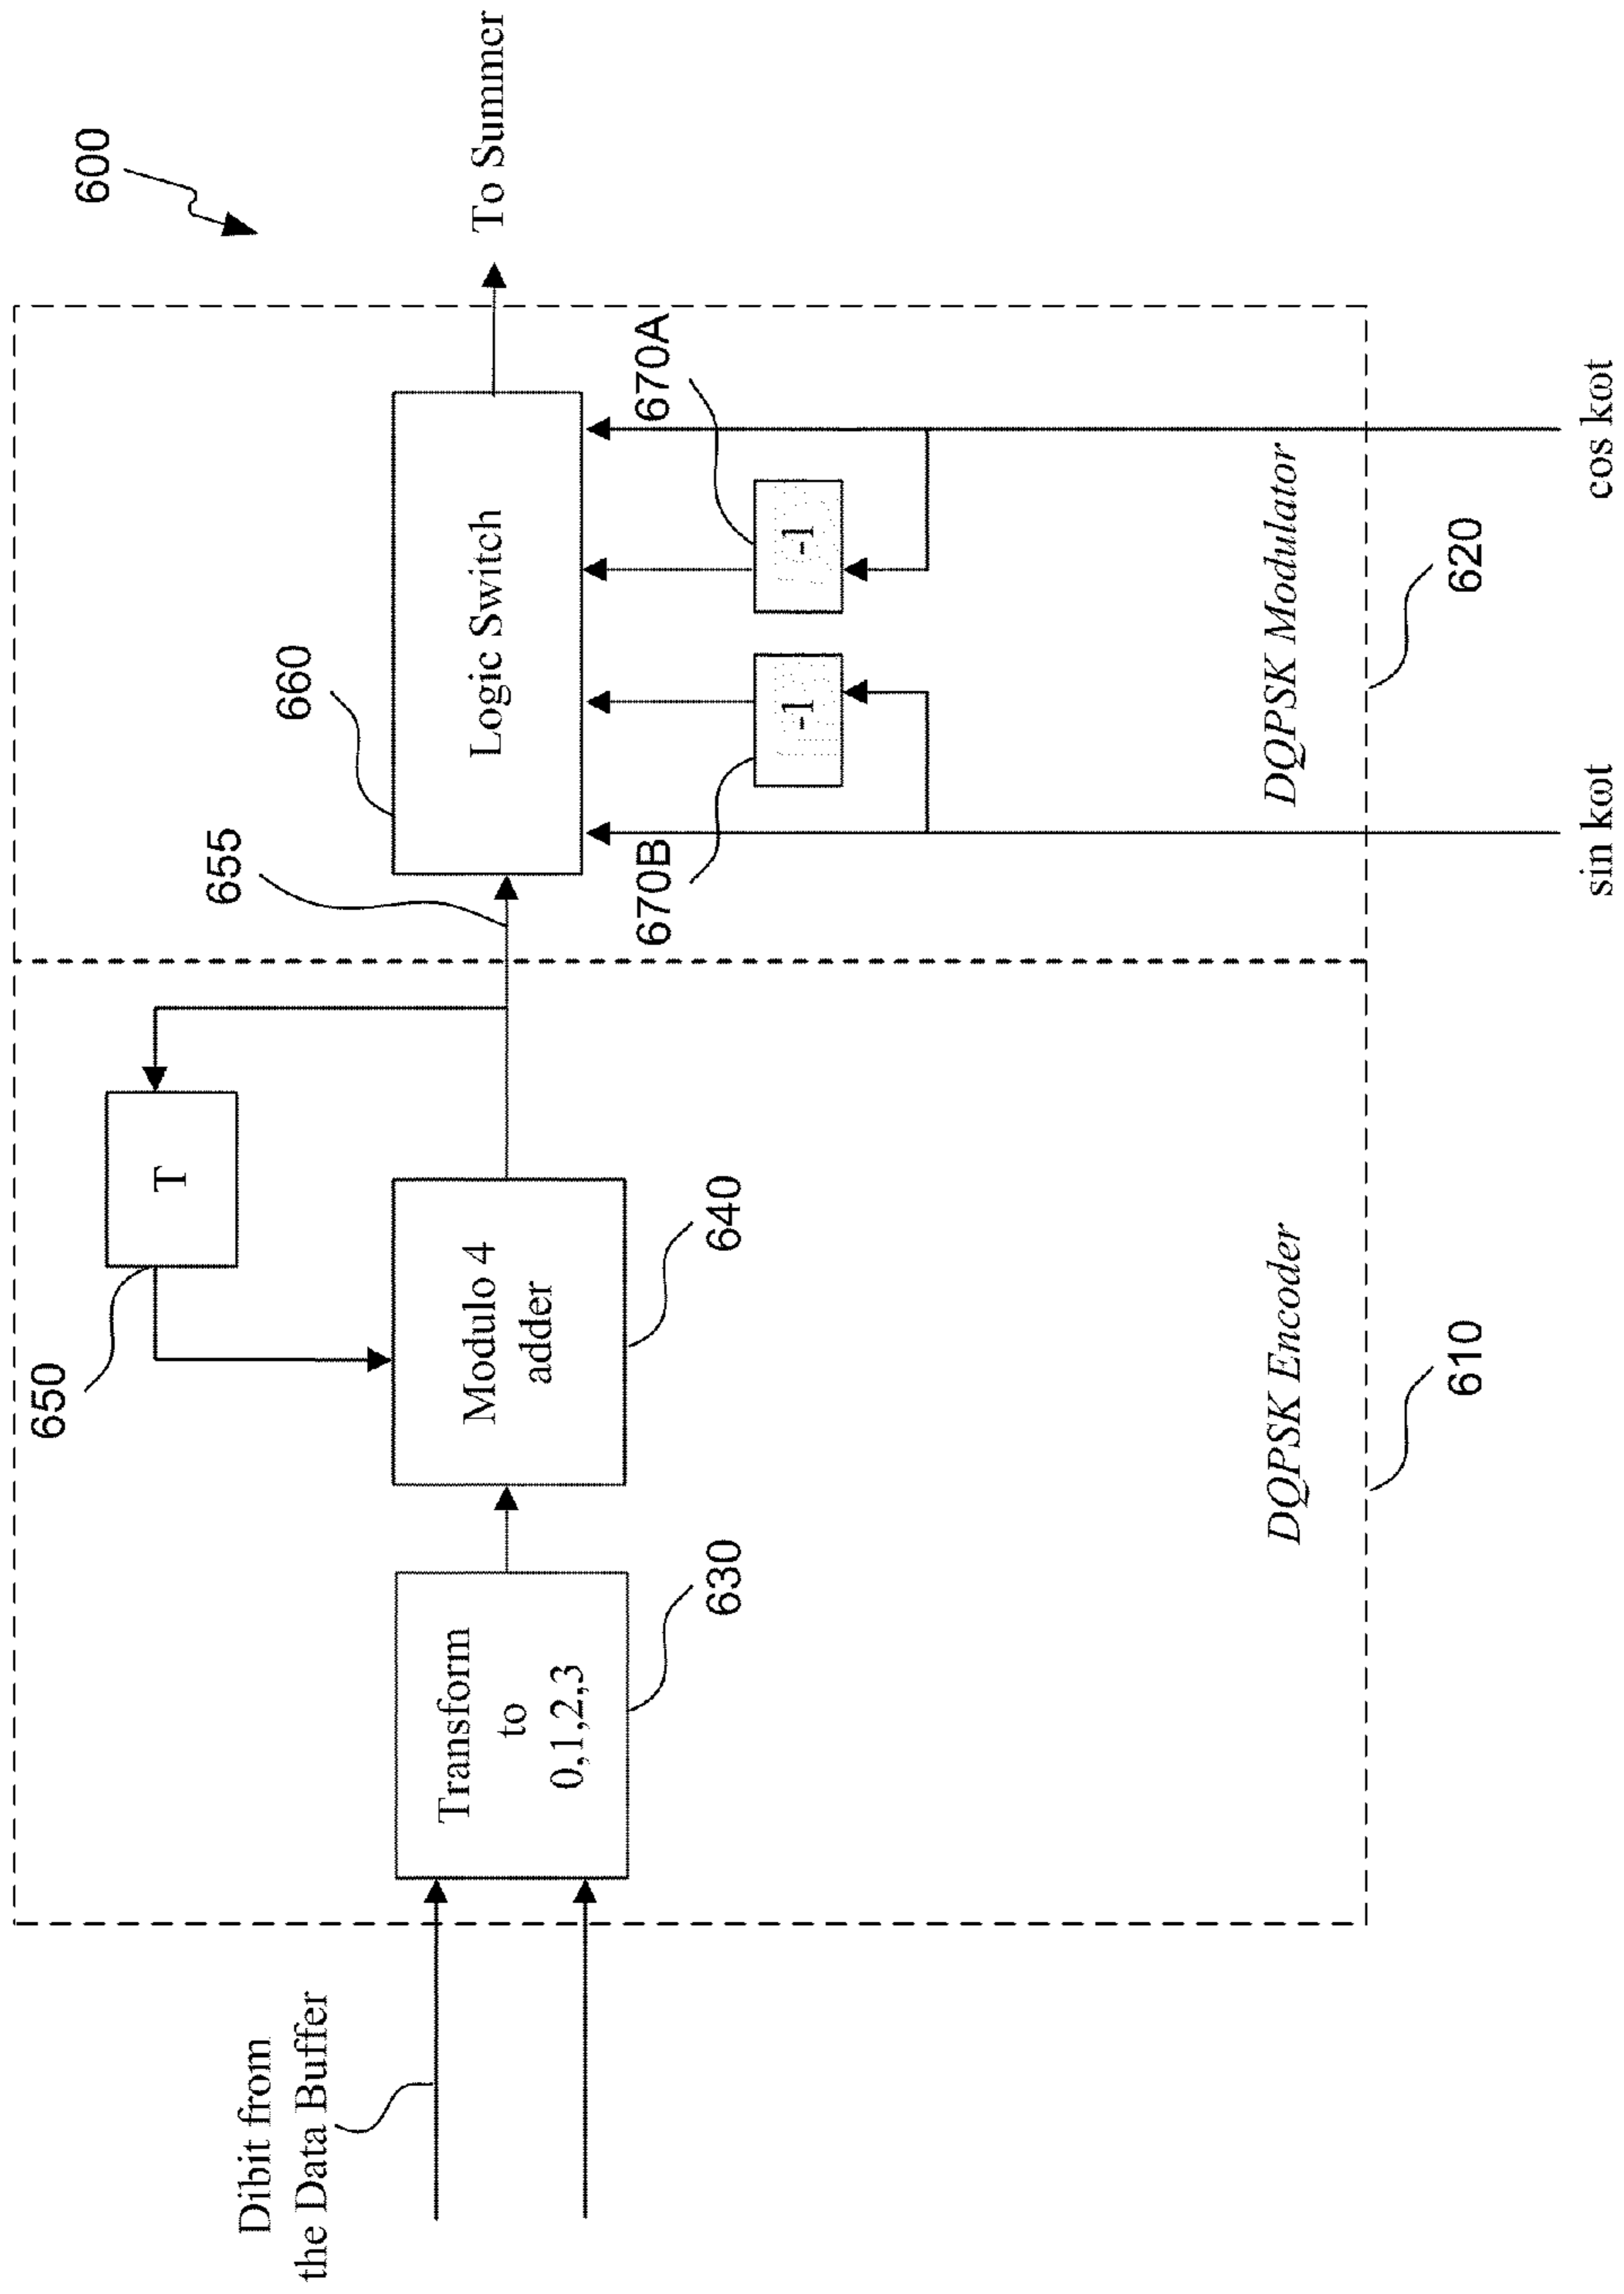 600
650
T
Dibit from
the Data Buffer
655
660
Transform
to
0,1,2,3
Modulo 4
adder
Logic Switch
To Summer
630
640
670B
670A
-1
-1
DQPSK Encoder
DQPSK Modulator
610
620
sin kωt
cos kωt